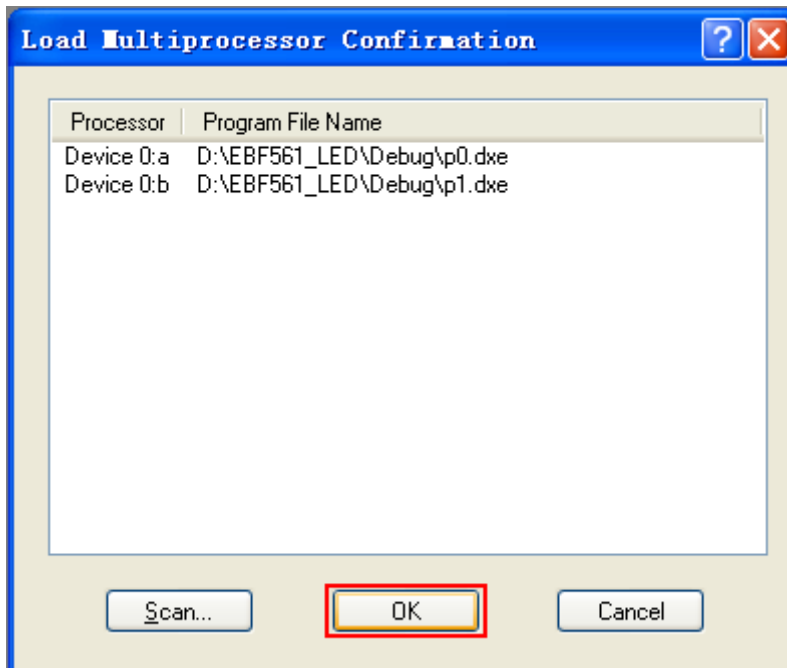 Load Multiprocessor Confirmation
Processor Program File Name
Device 0:a D:\EBF561_LED\Debug\p0.dxe
Device 0:b D:\EBF561_LED\Debug\p1.dxe
Scan... OK Cancel